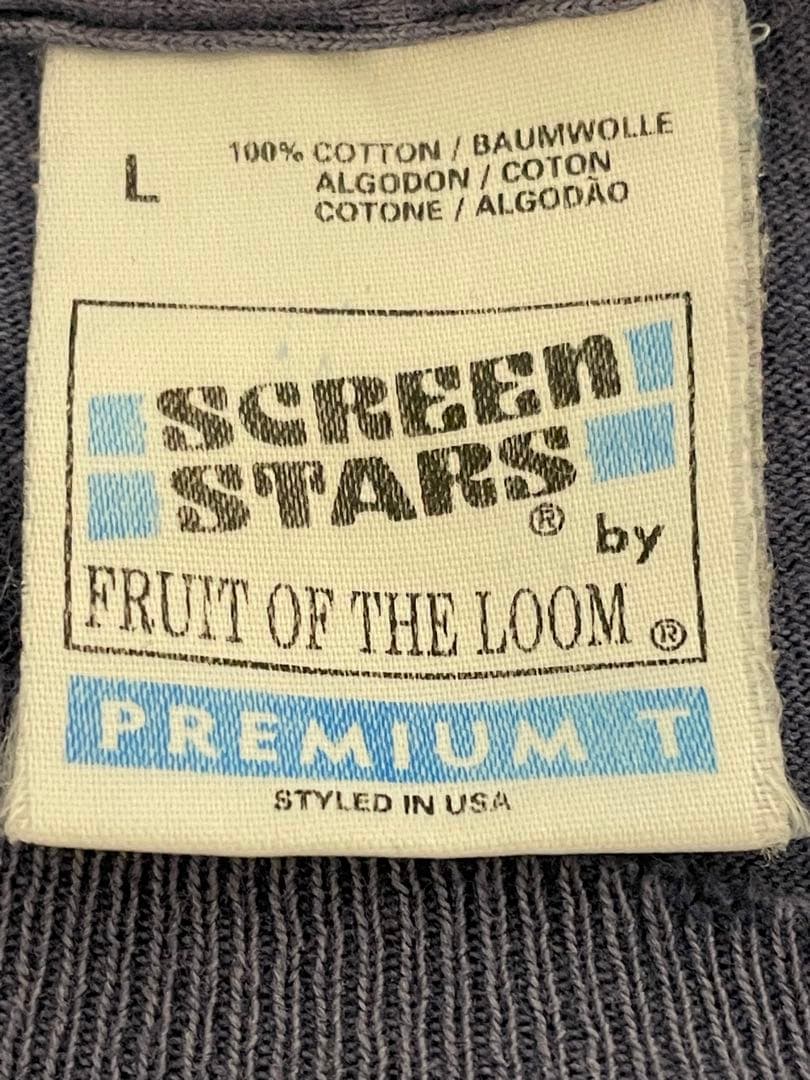 L
100% COTTON / BAUMWOLLE
ALGODON / COTON
COTONE / ALGODÃO
SCREEN
STARS® by
FRUIT OF THE LOOM®
PREMIUM T
STYLED IN USA